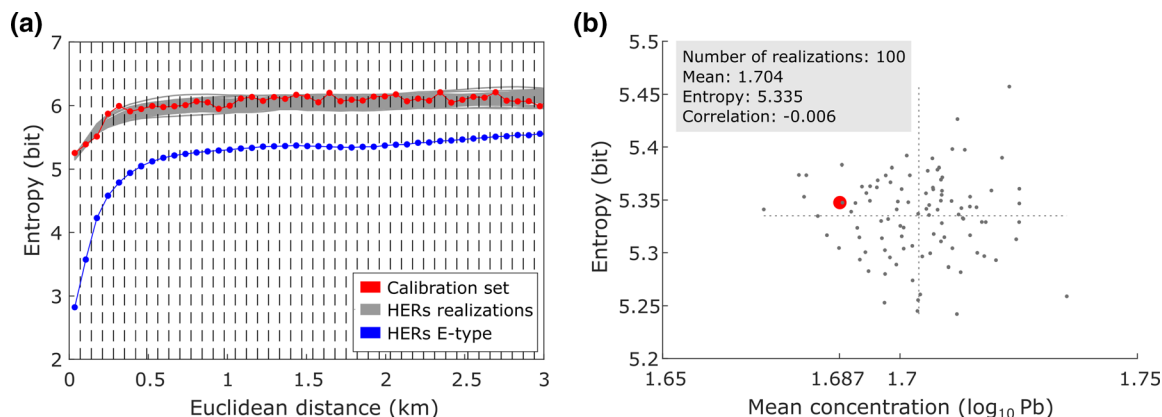 (a)
7
6
5
4
3
2
Entropy (bit)
0
0.5
1
1.5
2
2.5
3
Euclidean distance (km)
Calibration set
HERs realizations
HERs E-type
(b)
5.5
5.45
5.4
5.35
5.3
5.25
5.2
Entropy (bit)
Number of realizations: 100
Mean: 1.704
Entropy: 5.335
Correlation: -0.006
1.65
1.687
1.7
1.75
Mean concentration (log10 Pb)